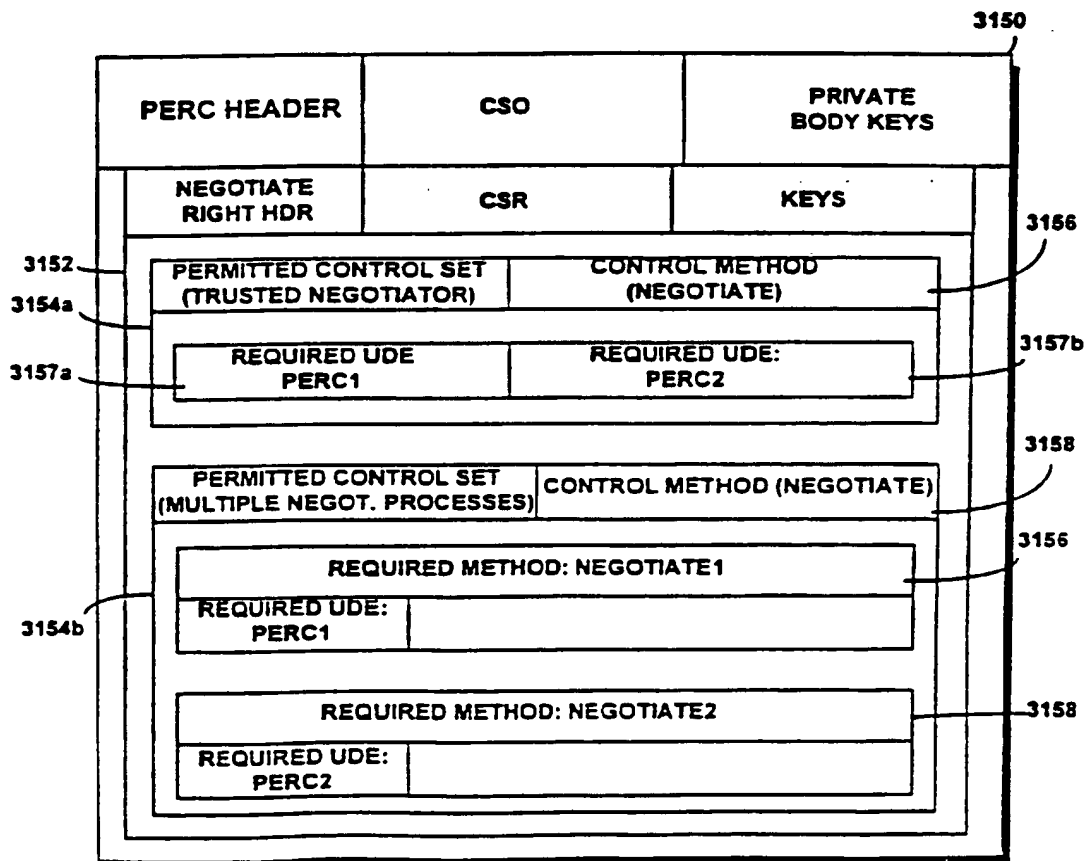 3150
PERC HEADER
CSO
PRIVATE
BODY KEYS
NEGOTIATE
RIGHT HDR
CSR
KEYS
3152
3156
PERMITTED CONTROL SET
(TRUSTED NEGOTIATOR)
CONTROL METHOD
(NEGOTIATE)
3154a
3157a
REQUIRED UDE
PERC1
REQUIRED UDE:
PERC2
3157b
3158
PERMITTED CONTROL SET
(MULTIPLE NEGOT. PROCESSES)
CONTROL METHOD (NEGOTIATE)
3156
REQUIRED METHOD: NEGOTIATE1
REQUIRED UDE:
PERC1
3154b
REQUIRED METHOD: NEGOTIATE2
3158
REQUIRED UDE:
PERC2